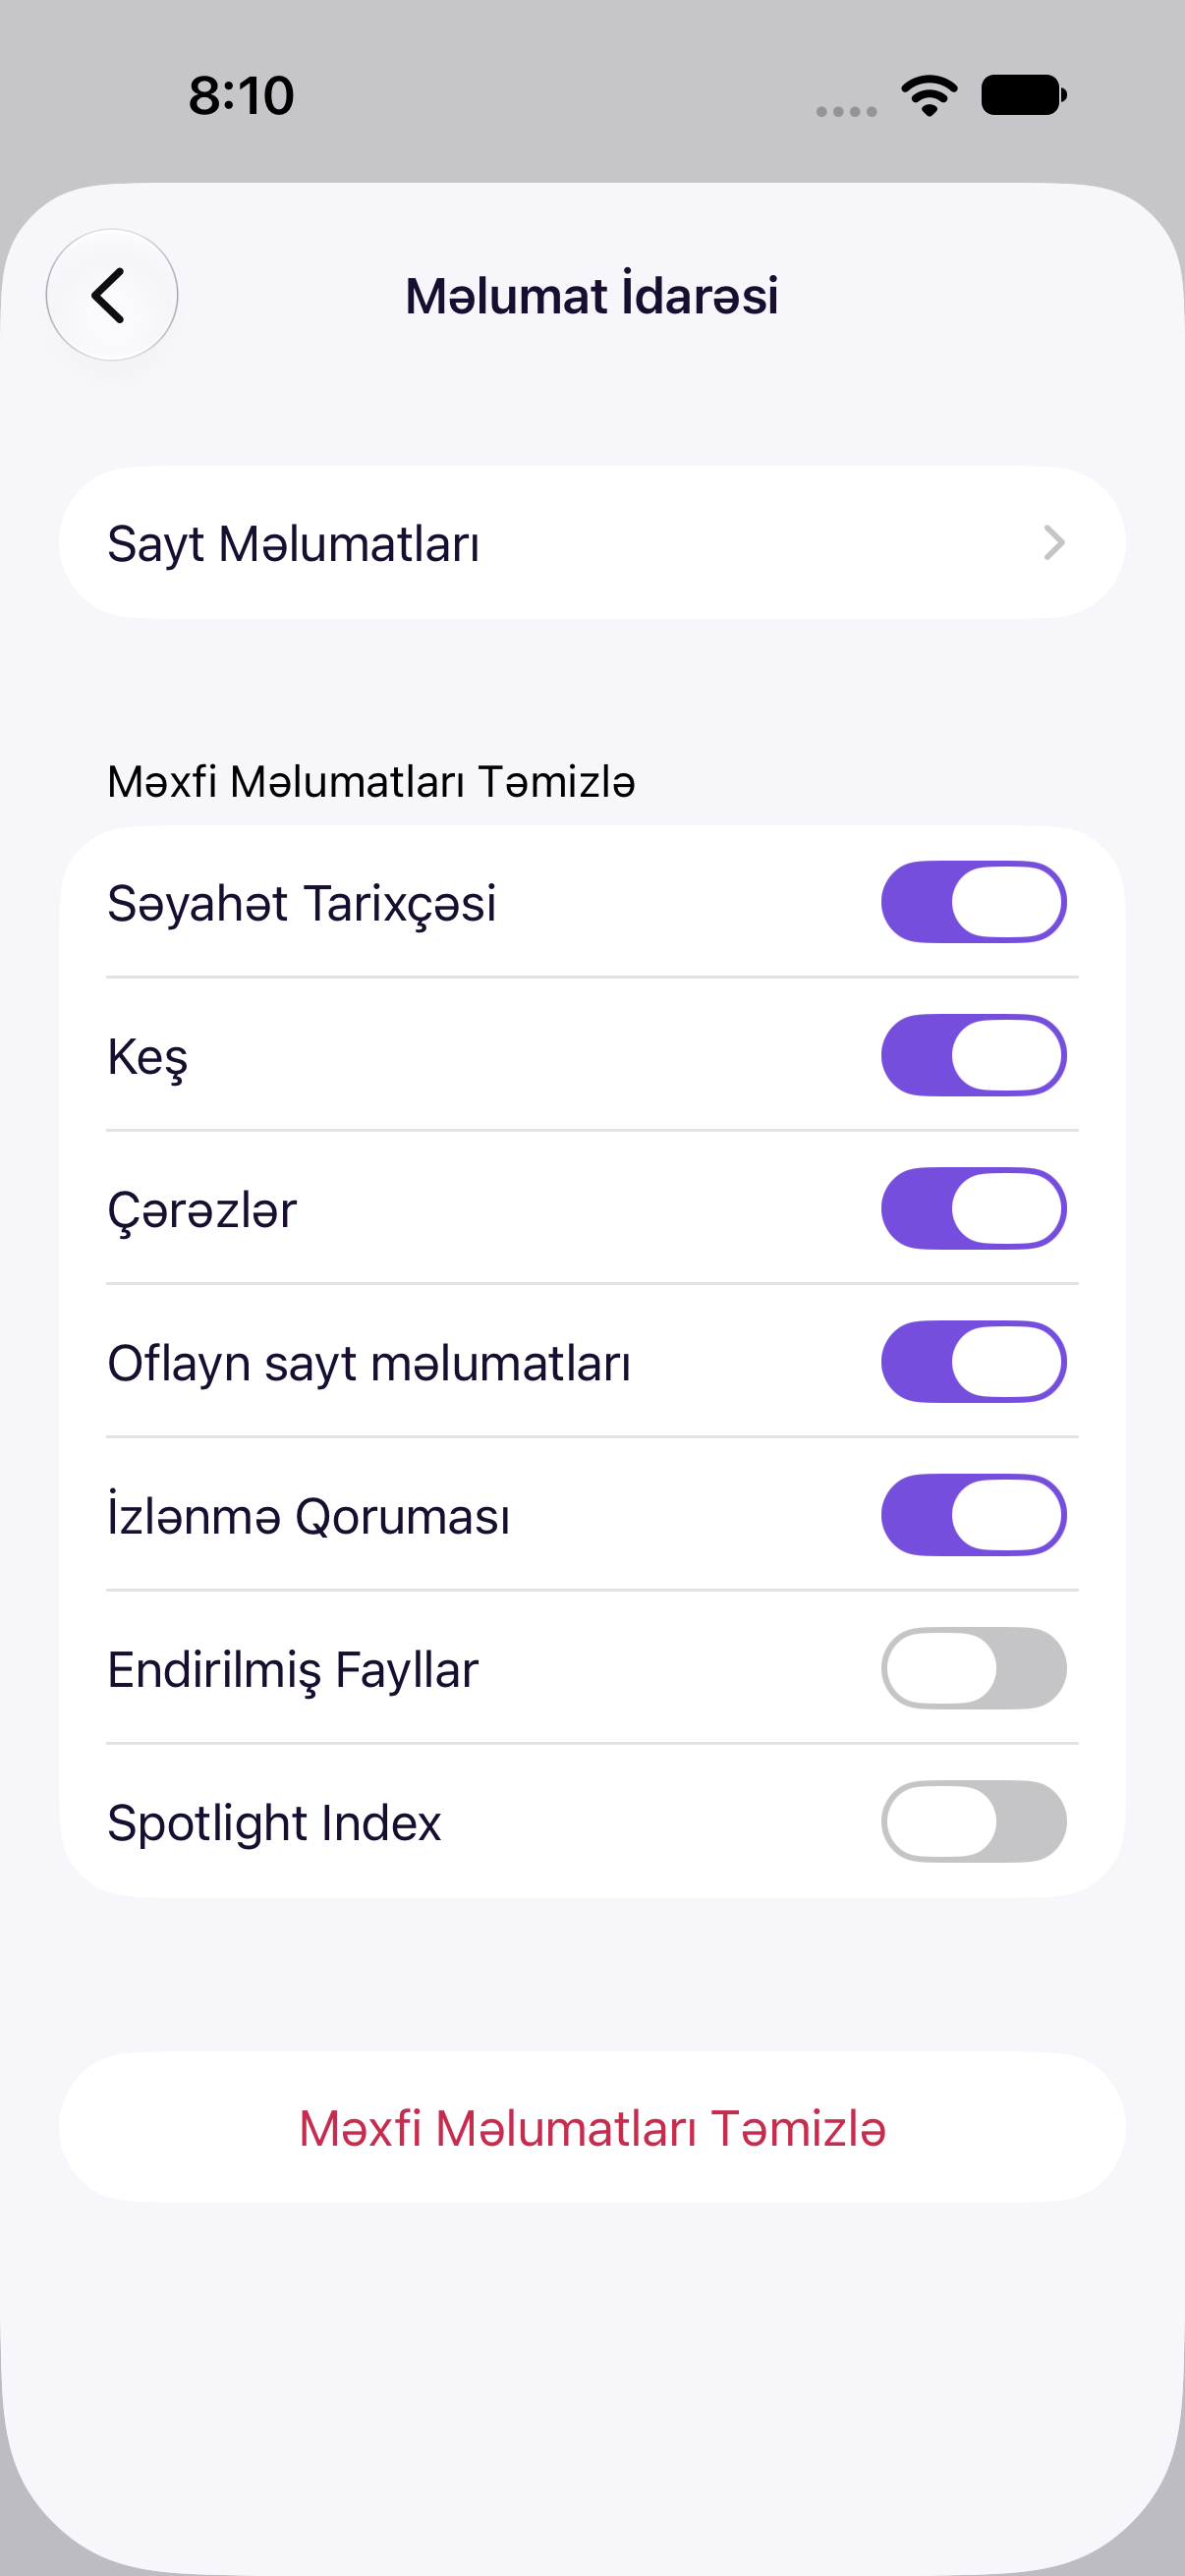 8:10
Məlumat İdarəsi
Sayt Məlumatları
Məxfi Məlumatları Təmizlə
Səyahət Tarixçəsi
Keş
Çərəzlər
Oflayn sayt məlumatları
İzlənmə Qoruması
Endirilmiş Fayllar
Spotlight Index
Məxfi Məlumatları Təmizlə